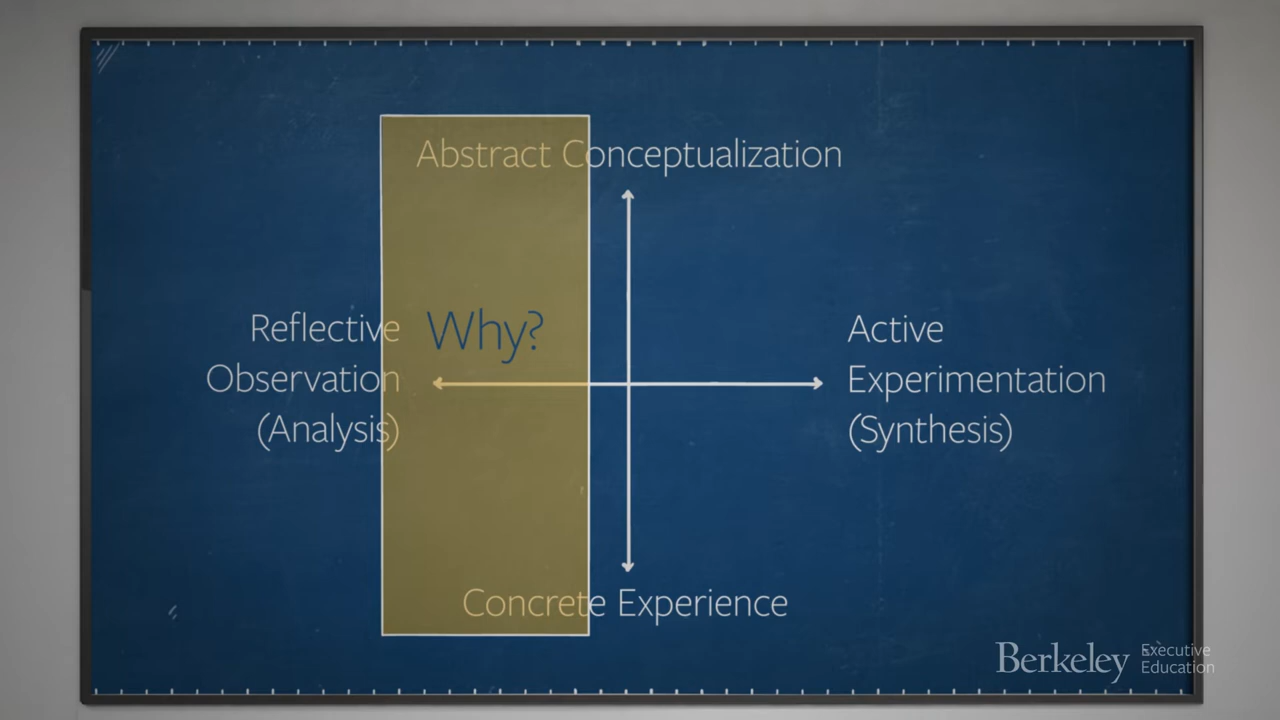 Abstract Conceptualization
Why?
Reflective
Observation
(Analysis)
Active
Experimentation
(Synthesis)
Concrete Experience
Berkeley
Executive
Education